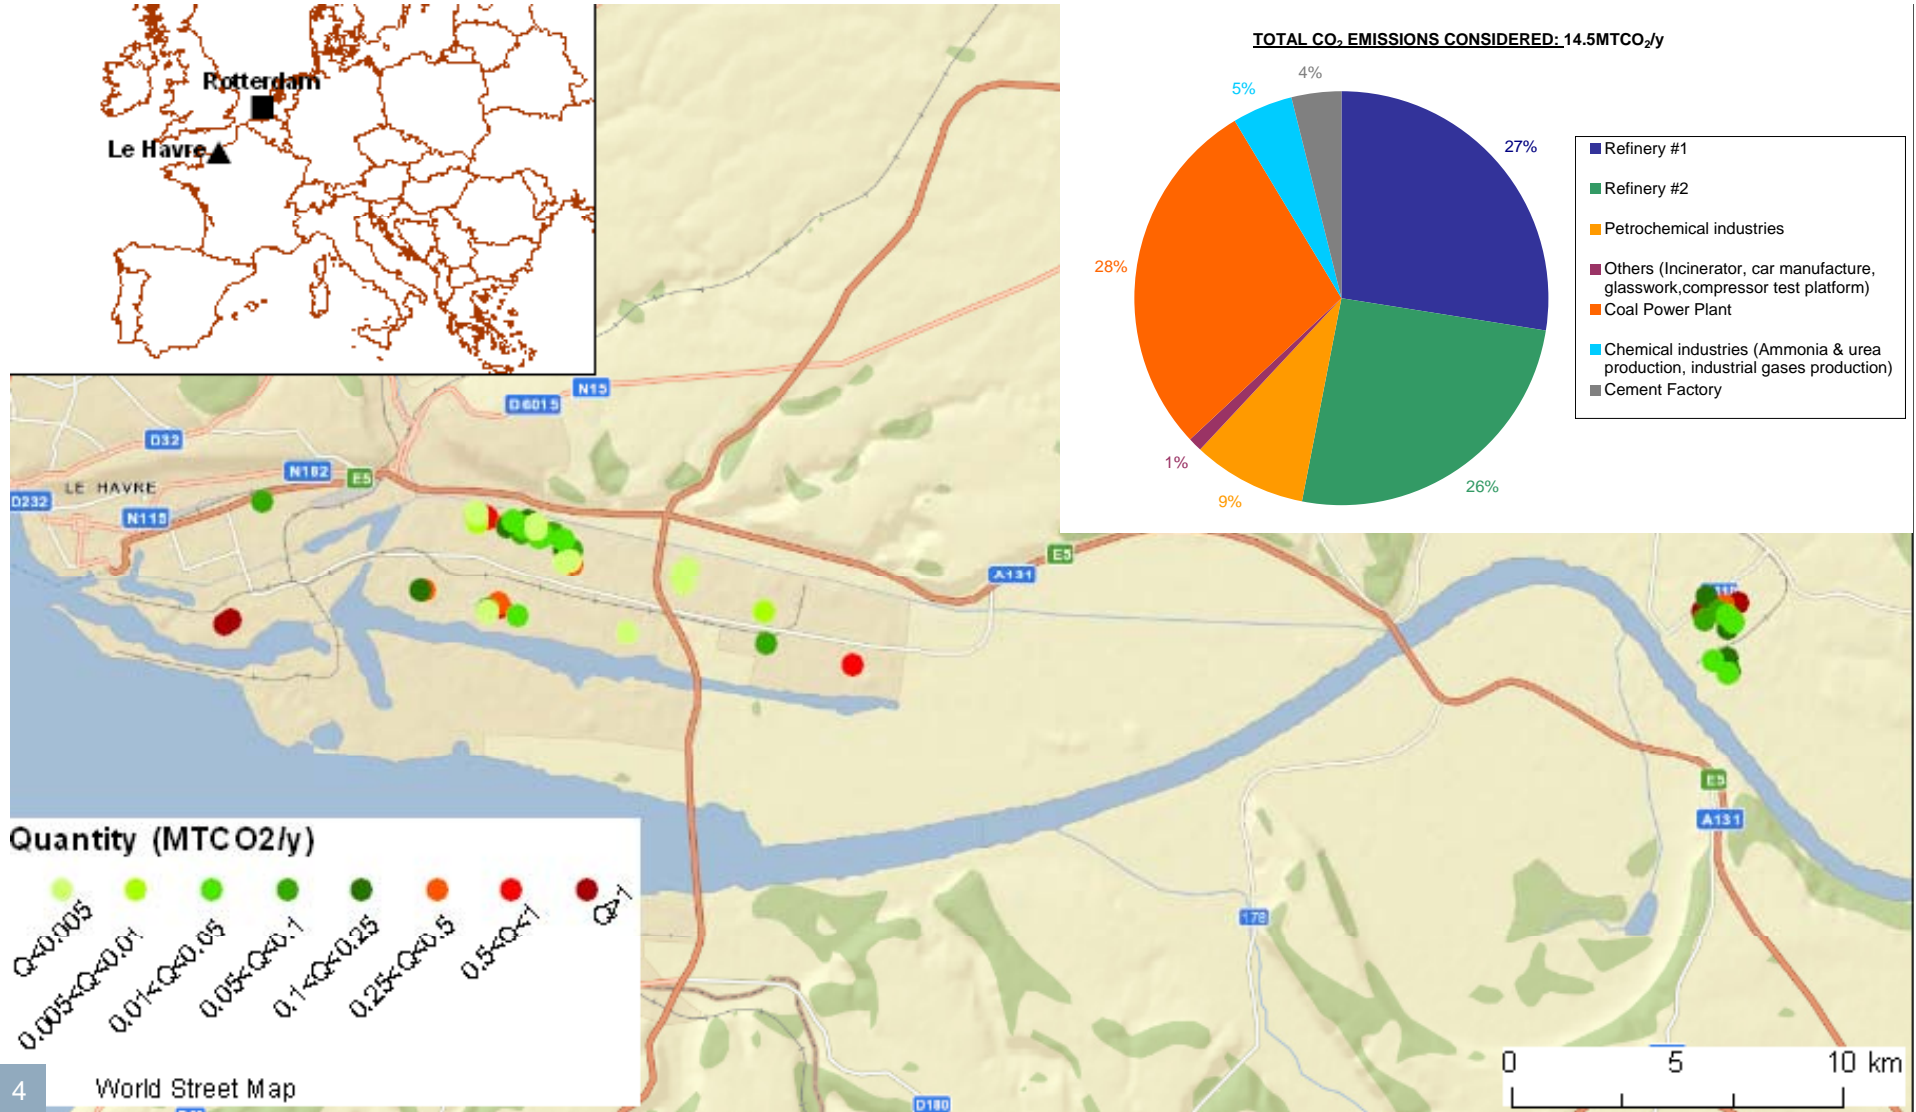 Rotterdam
Le Havre
TOTAL CO₂ EMISSIONS CONSIDERED: 14.5MTCO₂/y
4%
5%
27%
28%
1%
9%
26%
Refinery #1
Refinery #2
Petrochemical industries
Others (Incinerator, car manufacture,
glasswork,compressor test platform)
Coal Power Plant
Chemical industries (Ammonia & urea
production, industrial gases production)
Cement Factory
N15
D6015
D32
N182
E5
LE HAVRE
D232
N115
E5
A131
E5
A131
178
D180
Quantity (MTCO2/y)
Q<0.005
0.005<Q<0.01
0.01<Q<0.05
0.05<Q<0.1
0.1<Q<0.25
0.25<Q<0.5
0.5<Q<1
Q>1
0 5 10 km
4
World Street Map